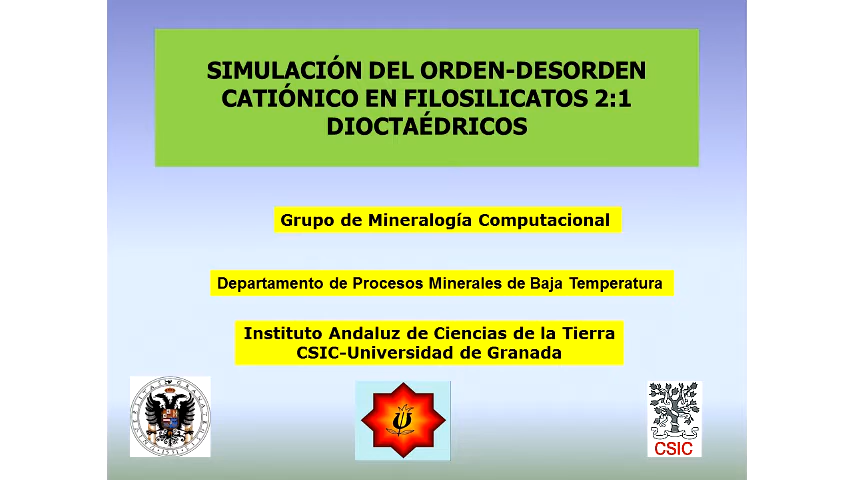 SIMULACIÓN DEL ORDEN-DESORDEN
CATIÓNICO EN FILOSILICATOS 2:1
DIOCTAÉDRICOS
Grupo de Mineralogía Computacional
Departamento de Procesos Minerales de Baja Temperatura
Instituto Andaluz de Ciencias de la Tierra
CSIC-Universidad de Granada
CSIC